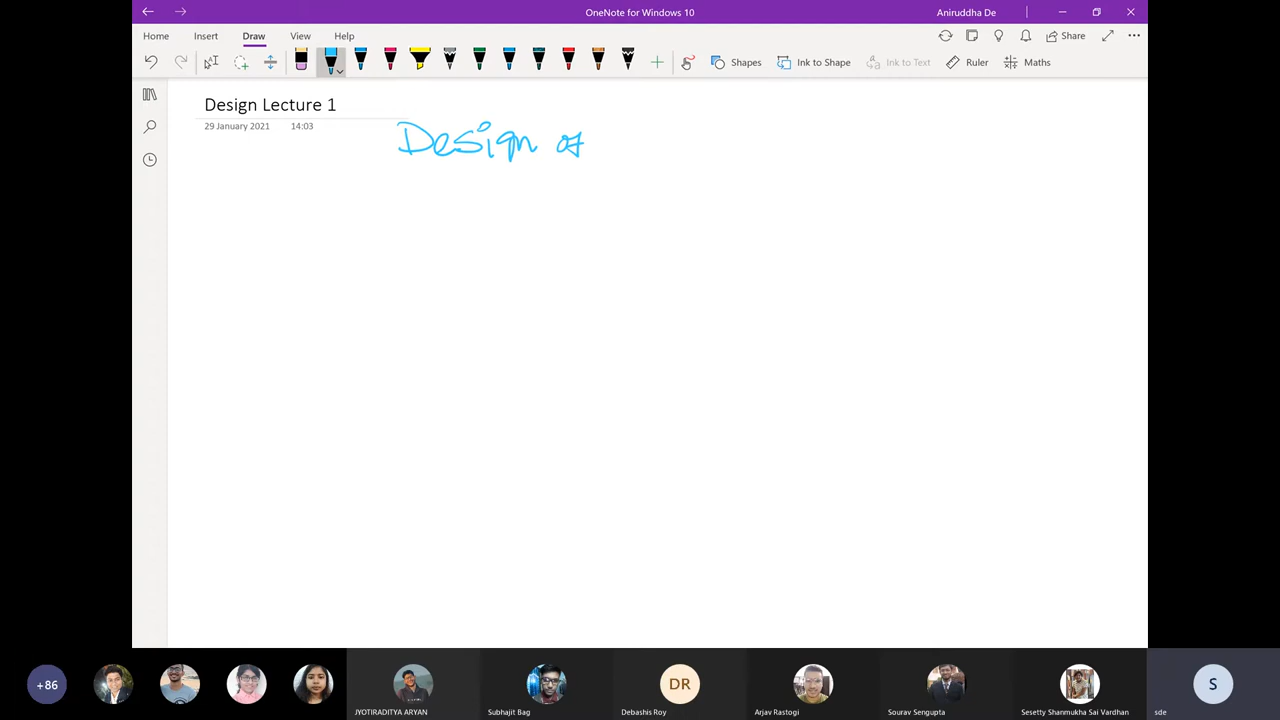 OneNote for Windows 10
Aniruddha De
Home Insert Draw View Help
Share
Shapes Ink to Shape Ink to Text Ruler Maths
Design Lecture 1
29 January 2021 14:03
Design of
+86
JYOTIRADITYA ARYAN
Subhajit Bag
DR
Debashis Roy
Arjav Rastogi
Sourav Sengupta
Sesetty Shanmukha Sai Vardhan
S
sde